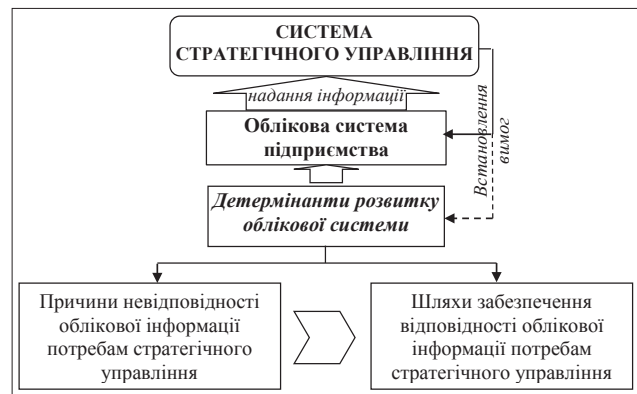 СИСТЕМА
СТРАТЕГІЧНОГО УПРАВЛІННЯ
надання інформації
Облікова система
підприємства
Встановлення
вимог
Детермінанти розвитку
облікової системи
Причини невідповідності
облікової інформації
потребам стратегічного
управління
Шляхи забезпечення
відповідності облікової
інформації потребам
стратегічного управління